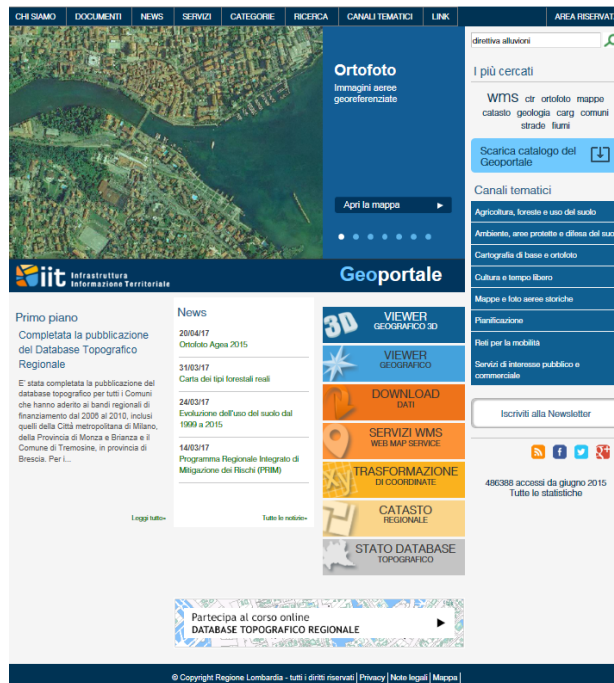 CHI SIAMO DOCUMENTI NEWS SERVIZI CATEGORIE RICERCA CANALI TEMATICI LINK AREA RISERVAT
Ortofoto
Immagini aeree
georeferenziate
Apri la mappa
iit Infrastruttura
Informazione Territoriale
Geoportale
Primo piano
Completata la pubblicazione
del Database Topografico
Regionale
E' stata completata la pubblicazione del
database topografico per tutti i Comuni
che hanno aderito ai bandi regionali di
finanziamento dal 2006 al 2010, inclusi
quelli della Città metropolitana di Milano,
della Provincia di Monza e Brianza e il
Comune di Tremosine, in provincia di
Brescia. Per i...
Leggi tutto»
News
20/04/17
Ortofoto Agea 2015
31/03/17
Carta dei tipi forestali reali
24/03/17
Evoluzione dell'uso del suolo dal
1999 a 2015
14/03/17
Programma Regionale Integrato di
Mitigazione dei Rischi (PRIM)
Tutte le notizie»
3D VIEWER
GEOGRAFICO 3D
VIEWER
GEOGRAFICO
DOWNLOAD
DATI
SERVIZI WMS
WEB MAP SERVICE
Xy TRASFORMAZIONE
DI COORDINATE
CATASTO
REGIONALE
STATO DATABASE
TOPOGRAFICO
direttiva alluvioni
I più cercati
wms ctr ortofoto mappe
catasto geologia carg comuni
strade fiumi
Scarica catalogo del
Geoportale
Canali tematici
Agricoltura, foreste e uso del suolo
Ambiente, aree protette e difesa del suo
Cartografia di base e ortofoto
Cultura e tempo libero
Mappe e foto aeree storiche
Pianificazione
Reti per la mobilità
Servizi di interesse pubblico e
commerciale
Iscriviti alla Newsletter
486388 accessi da giugno 2015
Tutte le statistiche
Partecipa al corso online
DATABASE TOPOGRAFICO REGIONALE
© Copyright Regione Lombardia - tutti i diritti riservati | Privacy | Note legali | Mappa |